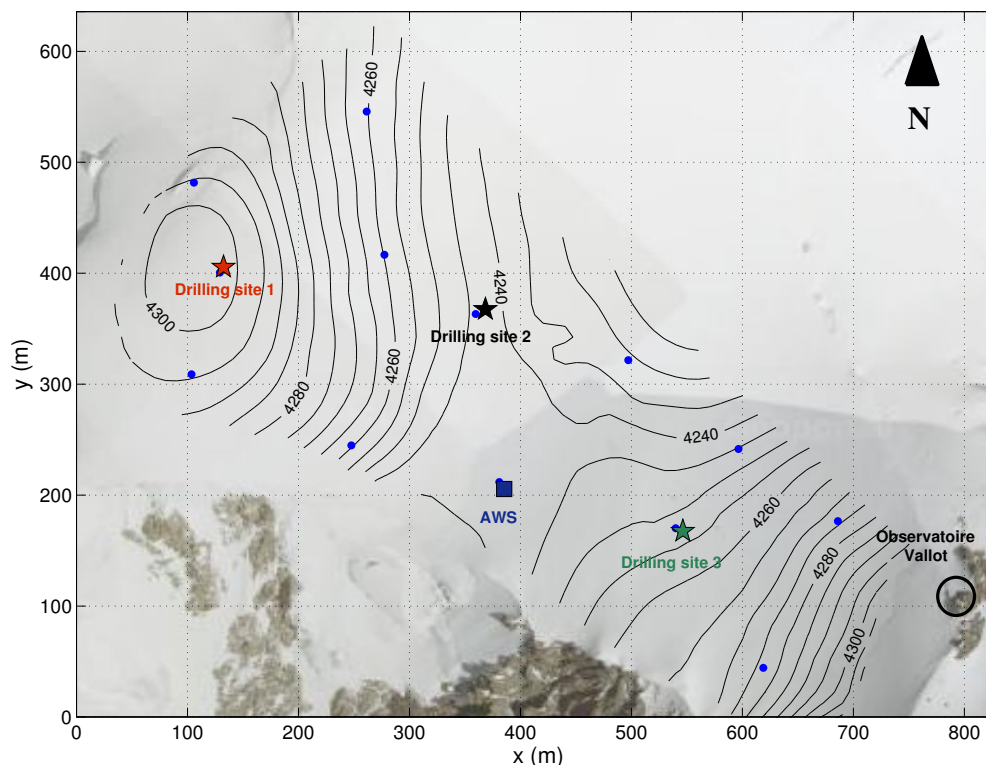 600
500
400
300
200
100
0
y (m)
4260
N
Drilling site 1
4300
4240
Drilling site 2
4260
4280
4240
AWS
4260
Drilling site 3
4280
Observatoire
Vallot
4300
0 100 200 300 400 500 600 700 800
x (m)